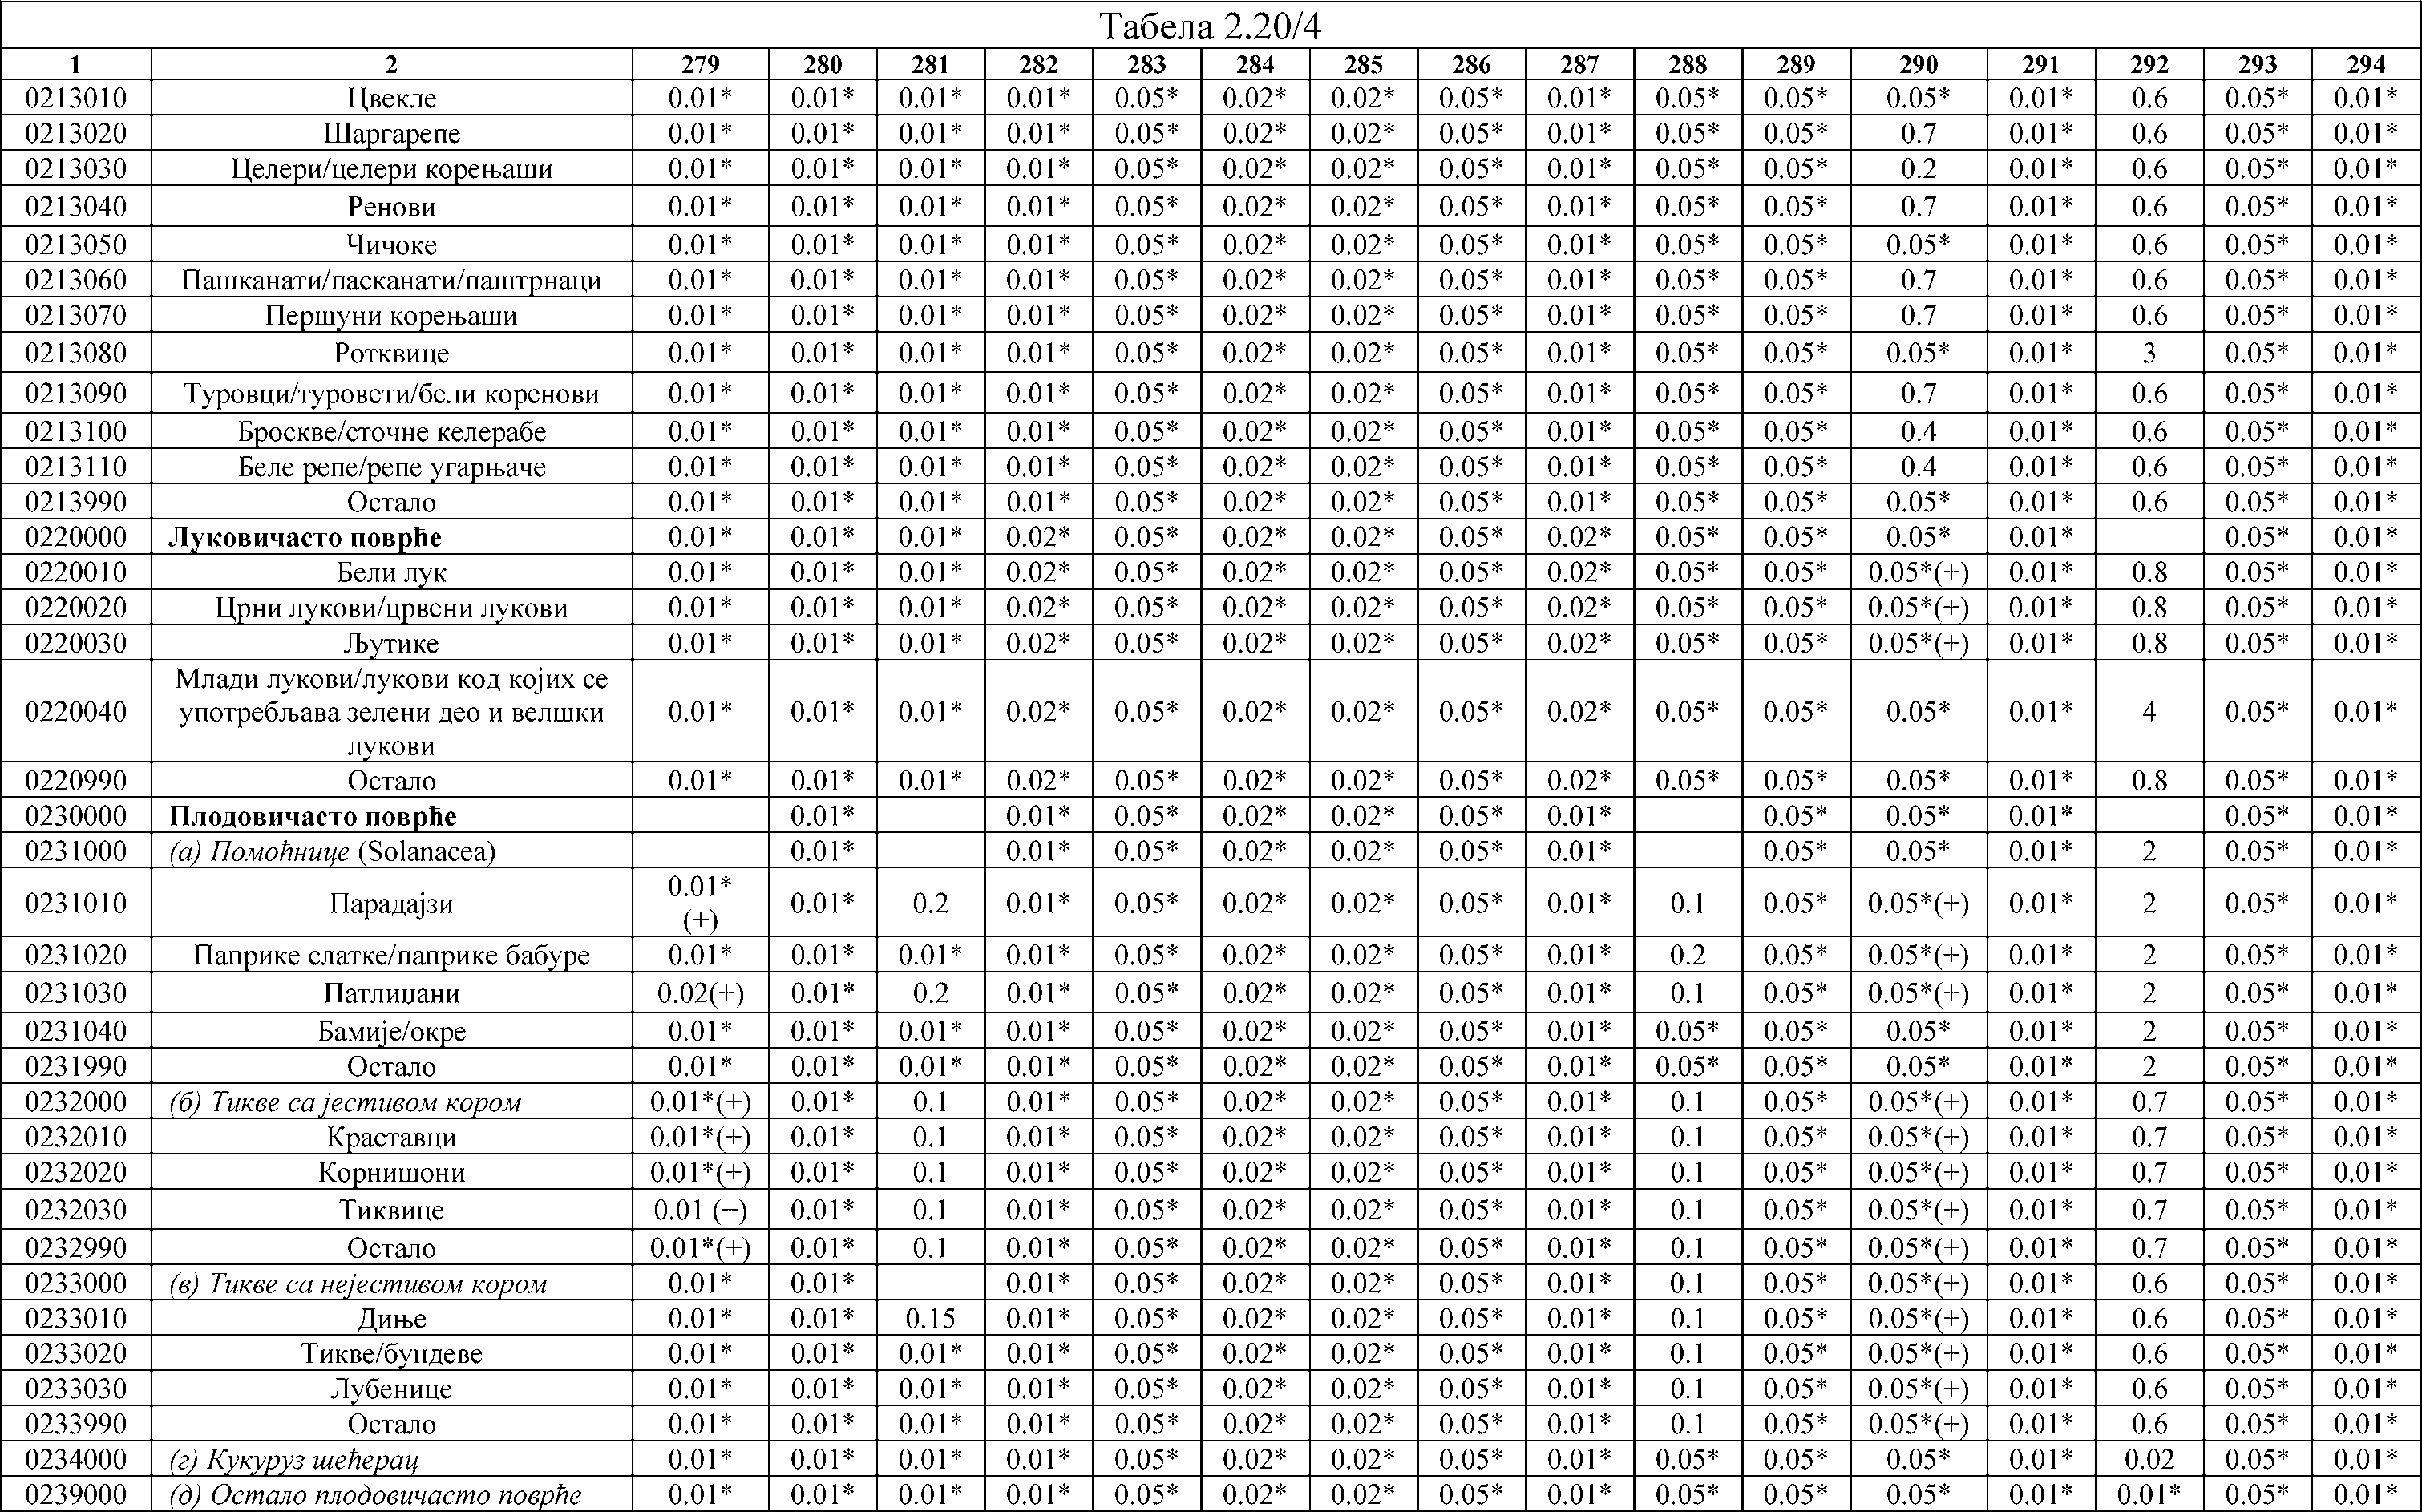 Табела 2.20/4
1 2 279 280 281 282 283 284 285 286 287 288 289 290 291 292 293 294
0213010 Цвекле 0.01* 0.01* 0.01* 0.01* 0.05* 0.02* 0.02* 0.05* 0.01* 0.05* 0.05* 0.05* 0.01* 0.6 0.05* 0.01*
0213020 Шаргарепе 0.01* 0.01* 0.01* 0.01* 0.05* 0.02* 0.02* 0.05* 0.01* 0.05* 0.05* 0.7 0.01* 0.6 0.05* 0.01*
0213030 Целери/целери корењаши 0.01* 0.01* 0.01* 0.01* 0.05* 0.02* 0.02* 0.05* 0.01* 0.05* 0.05* 0.2 0.01* 0.6 0.05* 0.01*
0213040 Ренови 0.01* 0.01* 0.01* 0.01* 0.05* 0.02* 0.02* 0.05* 0.01* 0.05* 0.05* 0.7 0.01* 0.6 0.05* 0.01*
0213050 Чичоке 0.01* 0.01* 0.01* 0.01* 0.05* 0.02* 0.02* 0.05* 0.01* 0.05* 0.05* 0.05* 0.01* 0.6 0.05* 0.01*
0213060 Пашканати/пасканати/паштрнаци 0.01* 0.01* 0.01* 0.01* 0.05* 0.02* 0.02* 0.05* 0.01* 0.05* 0.05* 0.7 0.01* 0.6 0.05* 0.01*
0213070 Першуни корењаши 0.01* 0.01* 0.01* 0.01* 0.05* 0.02* 0.02* 0.05* 0.01* 0.05* 0.05* 0.7 0.01* 0.6 0.05* 0.01*
0213080 Ротквице 0.01* 0.01* 0.01* 0.01* 0.05* 0.02* 0.02* 0.05* 0.01* 0.05* 0.05* 0.05* 0.01* 3 0.05* 0.01*
0213090 Туровци/туровети/бели коренови 0.01* 0.01* 0.01* 0.01* 0.05* 0.02* 0.02* 0.05* 0.01* 0.05* 0.05* 0.7 0.01* 0.6 0.05* 0.01*
0213100 Броскве/сточне келерабе 0.01* 0.01* 0.01* 0.01* 0.05* 0.02* 0.02* 0.05* 0.01* 0.05* 0.05* 0.4 0.01* 0.6 0.05* 0.01*
0213110 Беле репе/репе угарњаче 0.01* 0.01* 0.01* 0.01* 0.05* 0.02* 0.02* 0.05* 0.01* 0.05* 0.05* 0.4 0.01* 0.6 0.05* 0.01*
0213990 Остало 0.01* 0.01* 0.01* 0.01* 0.05* 0.02* 0.02* 0.05* 0.01* 0.05* 0.05* 0.05* 0.01* 0.6 0.05* 0.01*
0220000 Луковичасто поврће 0.01* 0.01* 0.01* 0.02* 0.05* 0.02* 0.02* 0.05* 0.02* 0.05* 0.05* 0.05* 0.01* 0.05* 0.01*
0220010 Бели лук 0.01* 0.01* 0.01* 0.02* 0.05* 0.02* 0.02* 0.05* 0.02* 0.05* 0.05* 0.05*(+) 0.01* 0.8 0.05* 0.01*
0220020 Црни лукови/црвени лукови 0.01* 0.01* 0.01* 0.02* 0.05* 0.02* 0.02* 0.05* 0.02* 0.05* 0.05* 0.05*(+) 0.01* 0.8 0.05* 0.01*
0220030 Љутике 0.01* 0.01* 0.01* 0.02* 0.05* 0.02* 0.02* 0.05* 0.02* 0.05* 0.05* 0.05*(+) 0.01* 0.8 0.05* 0.01*
Млади лукови/лукови код којих се
0220040 употребљава зелени део и велшки 0.01* 0.01* 0.01* 0.02* 0.05* 0.02* 0.02* 0.05* 0.02* 0.05* 0.05* 0.05* 0.01* 4 0.05* 0.01*
лукови
0220990 Остало 0.01* 0.01* 0.01* 0.02* 0.05* 0.02* 0.02* 0.05* 0.02* 0.05* 0.05* 0.05* 0.01* 0.8 0.05* 0.01*
0230000 Плодовичасто поврће 0.01* 0.01* 0.05* 0.02* 0.02* 0.05* 0.01* 0.05* 0.05* 0.01* 0.05* 0.01*
0231000 (а) Помоћнице (Solanacea) 0.01* 0.01* 0.05* 0.02* 0.02* 0.05* 0.01* 0.05* 0.05* 0.01* 2 0.05* 0.01*
0231010 Парадајзи 0.01* (+) 0.01* 0.2 0.01* 0.05* 0.02* 0.02* 0.05* 0.01* 0.1 0.05* 0.05*(+) 0.01* 2 0.05* 0.01*
0231020 Паприке слатке/паприке бабуре 0.01* 0.01* 0.01* 0.01* 0.05* 0.02* 0.02* 0.05* 0.01* 0.2 0.05* 0.05*(+) 0.01* 2 0.05* 0.01*
0231030 Патлиџани 0.02(+) 0.01* 0.2 0.01* 0.05* 0.02* 0.02* 0.05* 0.01* 0.1 0.05* 0.05*(+) 0.01* 2 0.05* 0.01*
0231040 Бамије/окре 0.01* 0.01* 0.01* 0.01* 0.05* 0.02* 0.02* 0.05* 0.01* 0.05* 0.05* 0.05* 0.01* 2 0.05* 0.01*
0231990 Остало 0.01* 0.01* 0.01* 0.01* 0.05* 0.02* 0.02* 0.05* 0.01* 0.05* 0.05* 0.05* 0.01* 2 0.05* 0.01*
0232000 (б) Тикве са јестивом кором 0.01*(+) 0.01* 0.1 0.01* 0.05* 0.02* 0.02* 0.05* 0.01* 0.1 0.05* 0.05*(+) 0.01* 0.7 0.05* 0.01*
0232010 Краставци 0.01*(+) 0.01* 0.1 0.01* 0.05* 0.02* 0.02* 0.05* 0.01* 0.1 0.05* 0.05*(+) 0.01* 0.7 0.05* 0.01*
0232020 Корнишони 0.01*(+) 0.01* 0.1 0.01* 0.05* 0.02* 0.02* 0.05* 0.01* 0.1 0.05* 0.05*(+) 0.01* 0.7 0.05* 0.01*
0232030 Тиквице 0.01 (+) 0.01* 0.1 0.01* 0.05* 0.02* 0.02* 0.05* 0.01* 0.1 0.05* 0.05*(+) 0.01* 0.7 0.05* 0.01*
0232990 Остало 0.01*(+) 0.01* 0.1 0.01* 0.05* 0.02* 0.02* 0.05* 0.01* 0.1 0.05* 0.05*(+) 0.01* 0.7 0.05* 0.01*
0233000 (в) Тикве са нејестивом кором 0.01* 0.01* 0.01* 0.05* 0.02* 0.02* 0.05* 0.01* 0.1 0.05* 0.05*(+) 0.01* 0.6 0.05* 0.01*
0233010 Диње 0.01* 0.01* 0.15 0.01* 0.05* 0.02* 0.02* 0.05* 0.01* 0.1 0.05* 0.05*(+) 0.01* 0.6 0.05* 0.01*
0233020 Тикве/бундеве 0.01* 0.01* 0.01* 0.01* 0.05* 0.02* 0.02* 0.05* 0.01* 0.1 0.05* 0.05*(+) 0.01* 0.6 0.05* 0.01*
0233030 Лубенице 0.01* 0.01* 0.01* 0.01* 0.05* 0.02* 0.02* 0.05* 0.01* 0.1 0.05* 0.05*(+) 0.01* 0.6 0.05* 0.01*
0233990 Остало 0.01* 0.01* 0.01* 0.01* 0.05* 0.02* 0.02* 0.05* 0.01* 0.1 0.05* 0.05*(+) 0.01* 0.6 0.05* 0.01*
0234000 (г) Кукуруз шећерац 0.01* 0.01* 0.01* 0.01* 0.05* 0.02* 0.02* 0.05* 0.01* 0.05* 0.05* 0.05* 0.01* 0.02 0.05* 0.01*
0239000 (д) Остало плодовичасто поврће 0.01* 0.01* 0.01* 0.01* 0.05* 0.02* 0.02* 0.05* 0.01* 0.05* 0.05* 0.05* 0.01* 0.01* 0.05* 0.01*